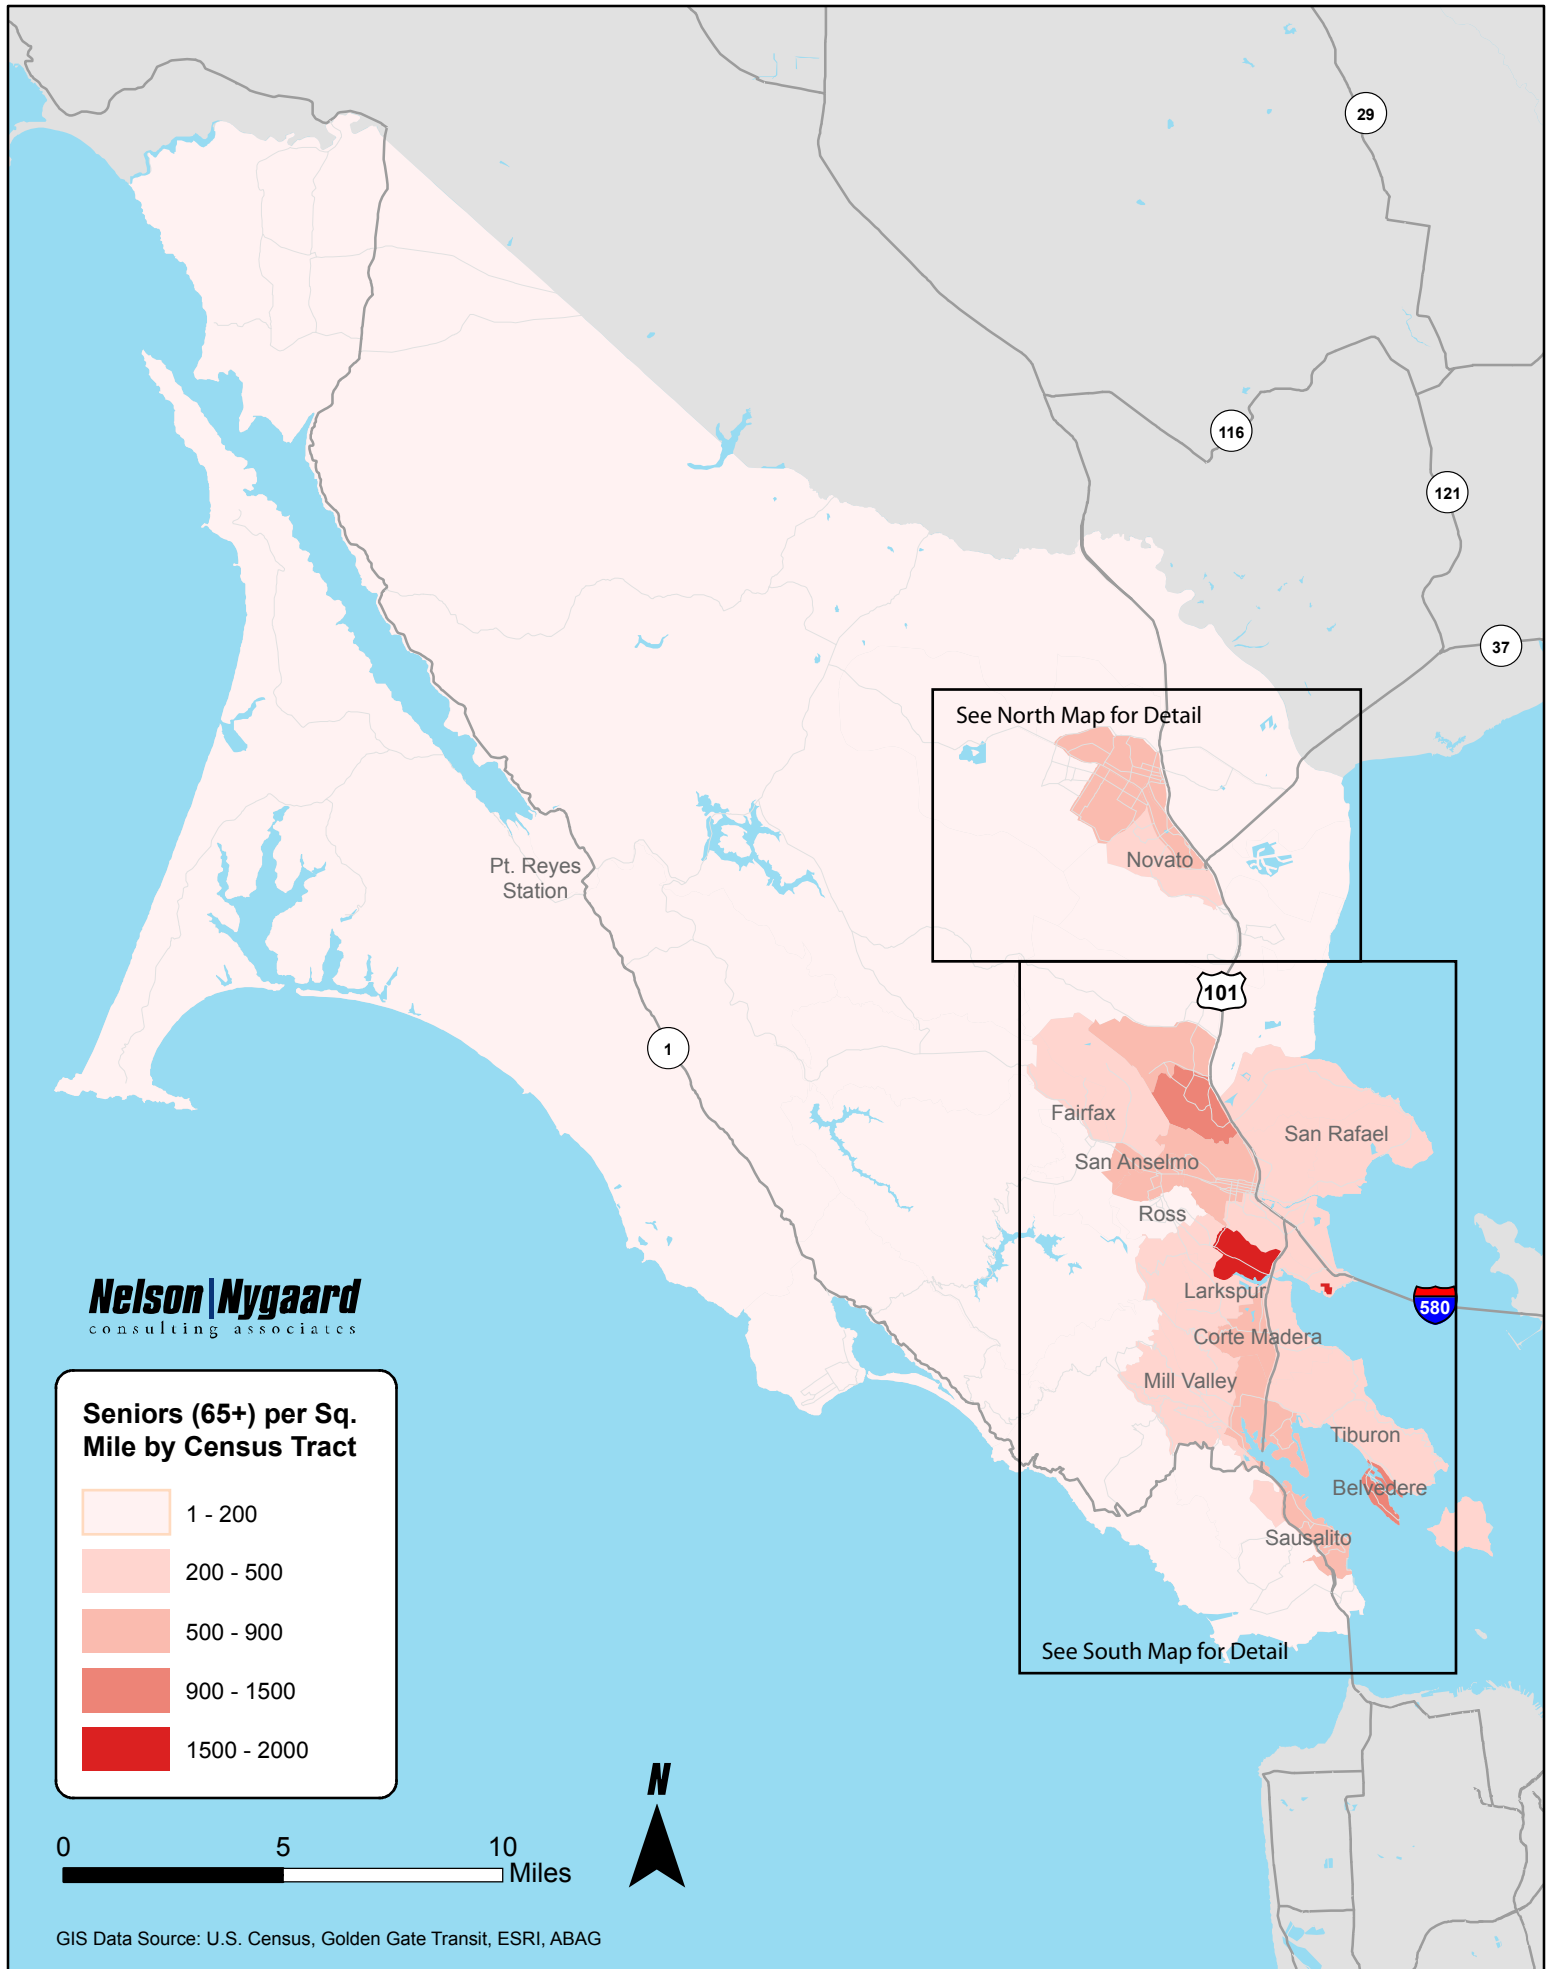 29
116
121
37
See North Map for Detail
Novato
Pt. Reyes
Station
101
1
Fairfax
San Rafael
San Anselmo
Ross
Larkspur
580
Corte Madera
Mill Valley
Tiburon
Belvedere
Sausalito
See South Map for Detail
Nelson|Nygaard
consulting associates
Seniors (65+) per Sq.
Mile by Census Tract
1 - 200
200 - 500
500 - 900
900 - 1500
1500 - 2000
N
0 5 10
Miles
GIS Data Source: U.S. Census, Golden Gate Transit, ESRI, ABAG